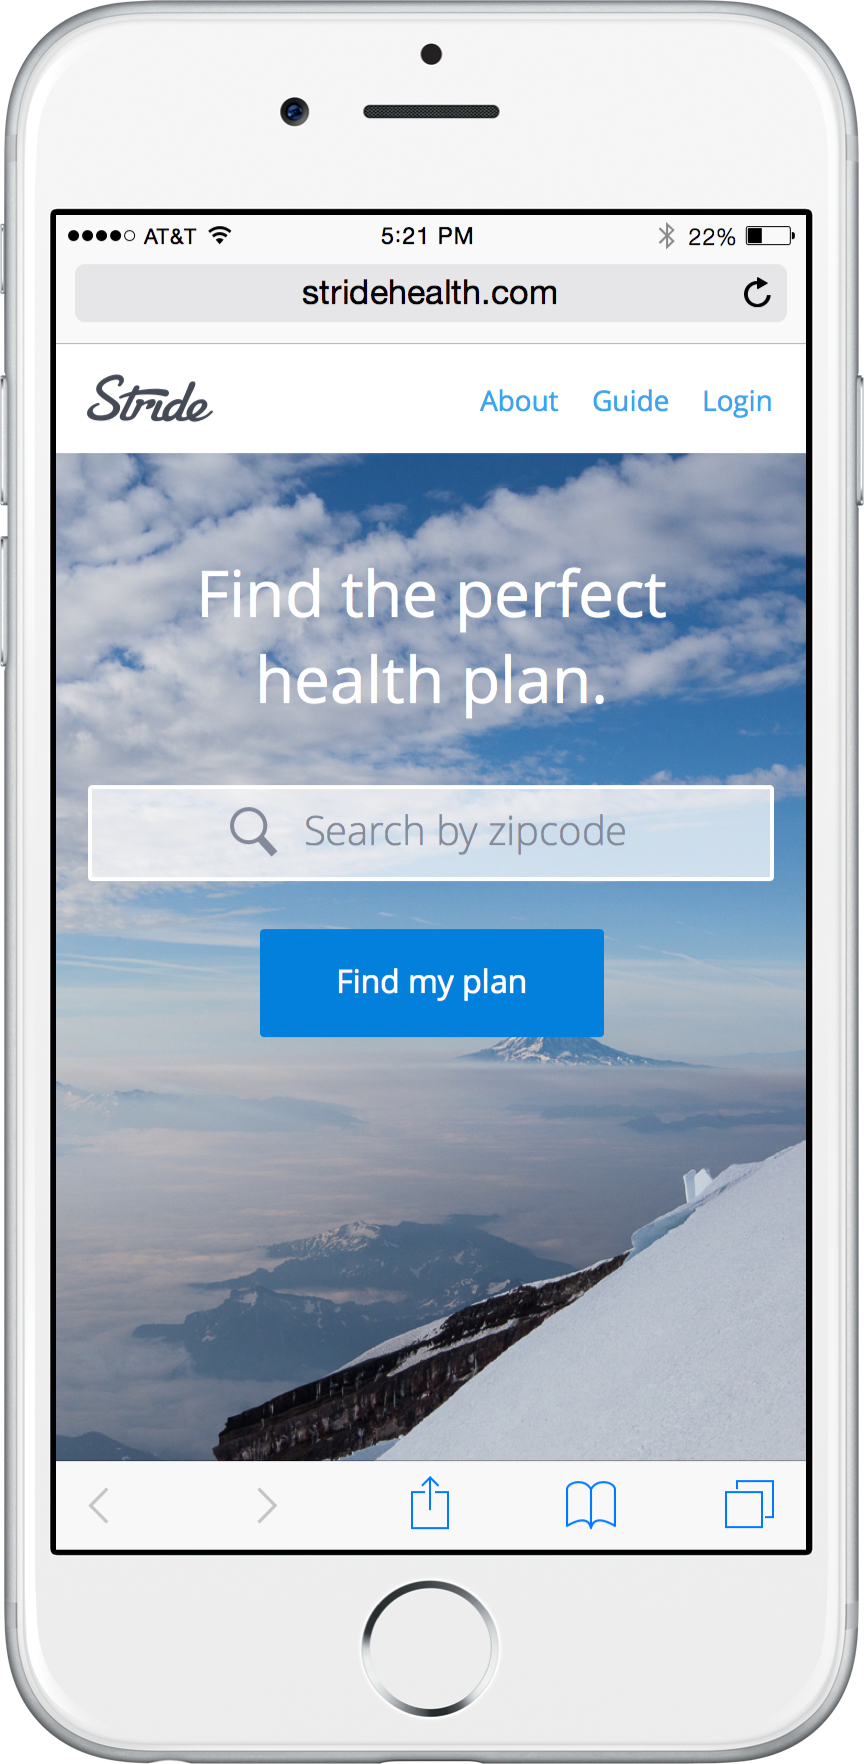 AT&T 5:21 PM 22%
stridehealth.com
Stride About Guide Login
Find the perfect
health plan.
Search by zipcode
Find my plan